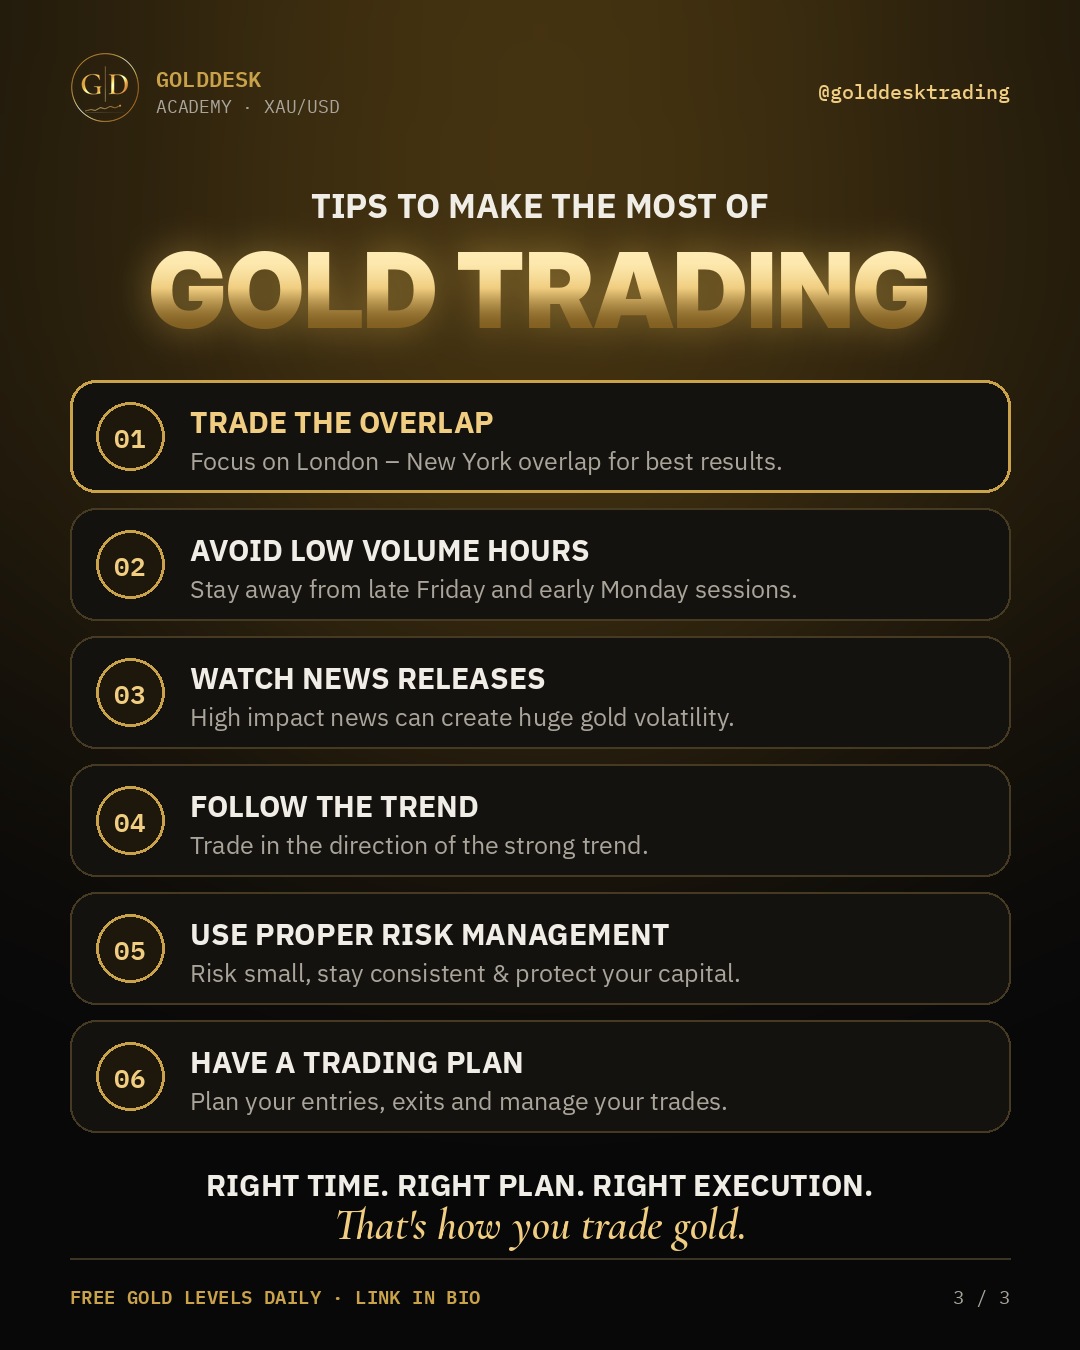 G|D
GOLDDESK
ACADEMY · XAU/USD
@golddesktrading
TIPS TO MAKE THE MOST OF
GOLD TRADING
01
TRADE THE OVERLAP
Focus on London – New York overlap for best results.
02
AVOID LOW VOLUME HOURS
Stay away from late Friday and early Monday sessions.
03
WATCH NEWS RELEASES
High impact news can create huge gold volatility.
04
FOLLOW THE TREND
Trade in the direction of the strong trend.
05
USE PROPER RISK MANAGEMENT
Risk small, stay consistent & protect your capital.
06
HAVE A TRADING PLAN
Plan your entries, exits and manage your trades.
RIGHT TIME. RIGHT PLAN. RIGHT EXECUTION.
That's how you trade gold.
FREE GOLD LEVELS DAILY · LINK IN BIO
3 / 3